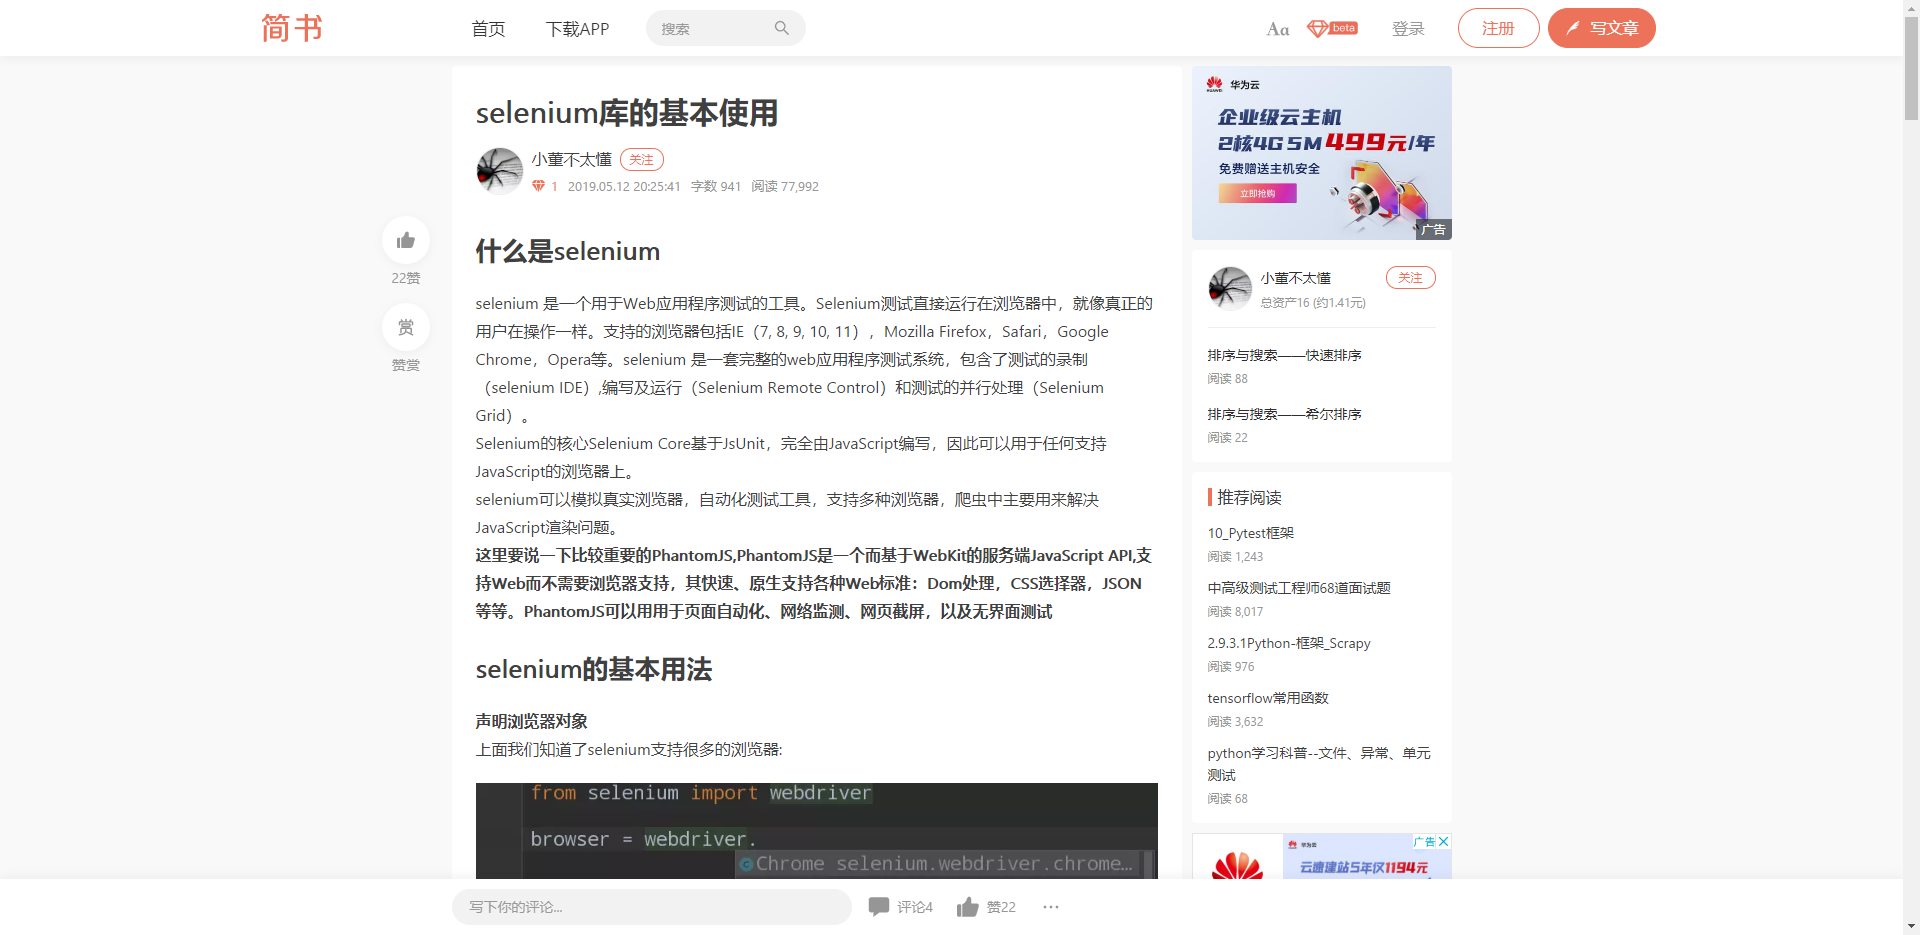 简书
首页
下载APP
搜索
Aa
beta
登录
注册
写文章
selenium库的基本使用
小董不太懂
关注
1 2019.05.12 20:25:41 字数 941 阅读 77,992
22赞
赏
赞赏
什么是selenium
selenium 是一个用于Web应用程序测试的工具。Selenium测试直接运行在浏览器中，就像真正的
用户在操作一样。支持的浏览器包括IE（7, 8, 9, 10, 11），Mozilla Firefox，Safari，Google
Chrome，Opera等。selenium 是一套完整的web应用程序测试系统，包含了测试的录制
（selenium IDE）,编写及运行（Selenium Remote Control）和测试的并行处理（Selenium
Grid）。
Selenium的核心Selenium Core基于JsUnit，完全由JavaScript编写，因此可以用于任何支持
JavaScript的浏览器上。
selenium可以模拟真实浏览器，自动化测试工具，支持多种浏览器，爬虫中主要用来解决
JavaScript渲染问题。
这里要说一下比较重要的PhantomJS,PhantomJS是一个而基于WebKit的服务端JavaScript API,支
持Web而不需要浏览器支持，其快速、原生支持各种Web标准：Dom处理，CSS选择器，JSON
等等。PhantomJS可以用用于页面自动化、网络监测、网页截屏，以及无界面测试
selenium的基本用法
声明浏览器对象
上面我们知道了selenium支持很多的浏览器:
from selenium import webdriver
browser = webdriver.
Chrome selenium.webdriver.chrome…
HUAWEI
华为云
企业级云主机
2核4G 5M 499元/年
免费赠送主机安全
立即抢购
广告
小董不太懂
关注
总资产16 (约1.41元)
排序与搜索——快速排序
阅读 88
排序与搜索——希尔排序
阅读 22
推荐阅读
10_Pytest框架
阅读 1,243
中高级测试工程师68道面试题
阅读 8,017
2.9.3.1Python-框架_Scrapy
阅读 976
tensorflow常用函数
阅读 3,632
python学习科普--文件、异常、单元
测试
阅读 68
华为云
广告
云速建站5年仅1194元
写下你的评论...
评论4
赞22